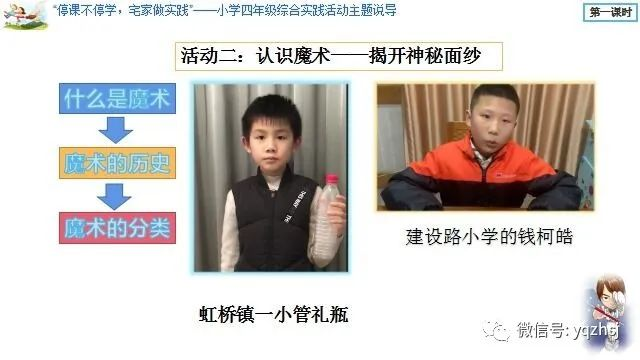 “停课不停学，宅家做实践”——小学四年级综合实践活动主题说导
第一课时
活动二：认识魔术——揭开神秘面纱
什么是魔术
魔术的历史
魔术的分类
建设路小学的钱柯皓
虹桥镇一小管礼瓶
微信号: yqzhsj